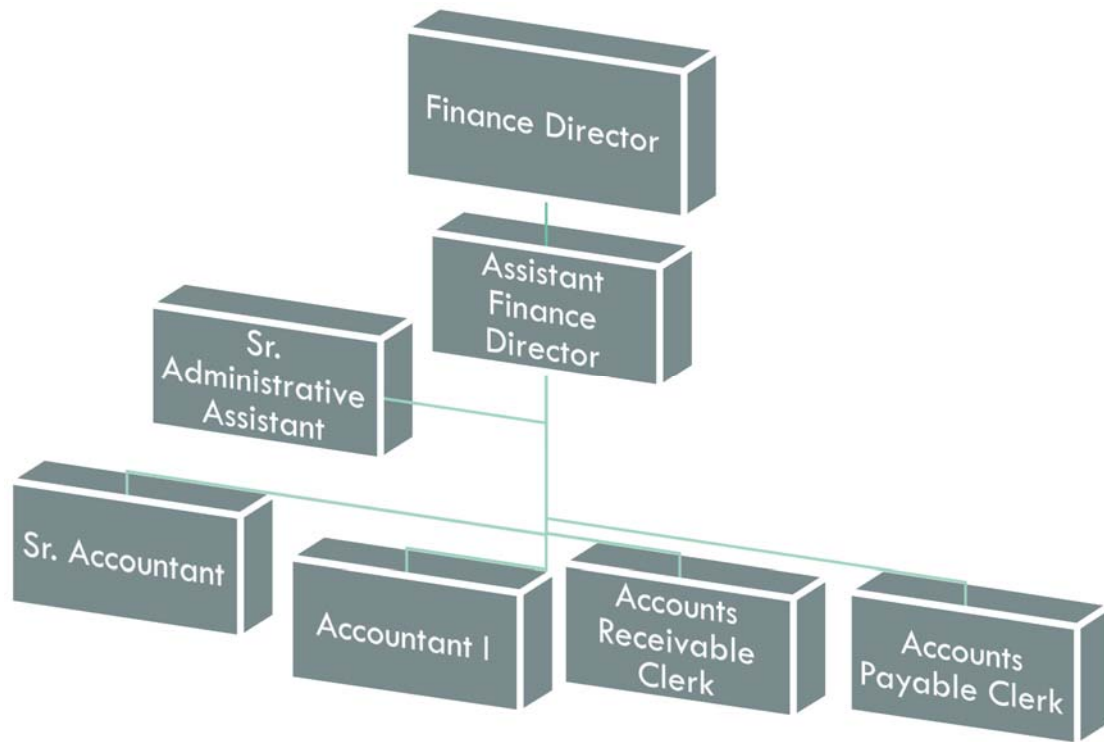 Finance Director
Assistant
Finance
Director
Sr.
Administrative
Assistant
Sr. Accountant
Accountant I
Accounts
Receivable
Clerk
Accounts
Payable Clerk